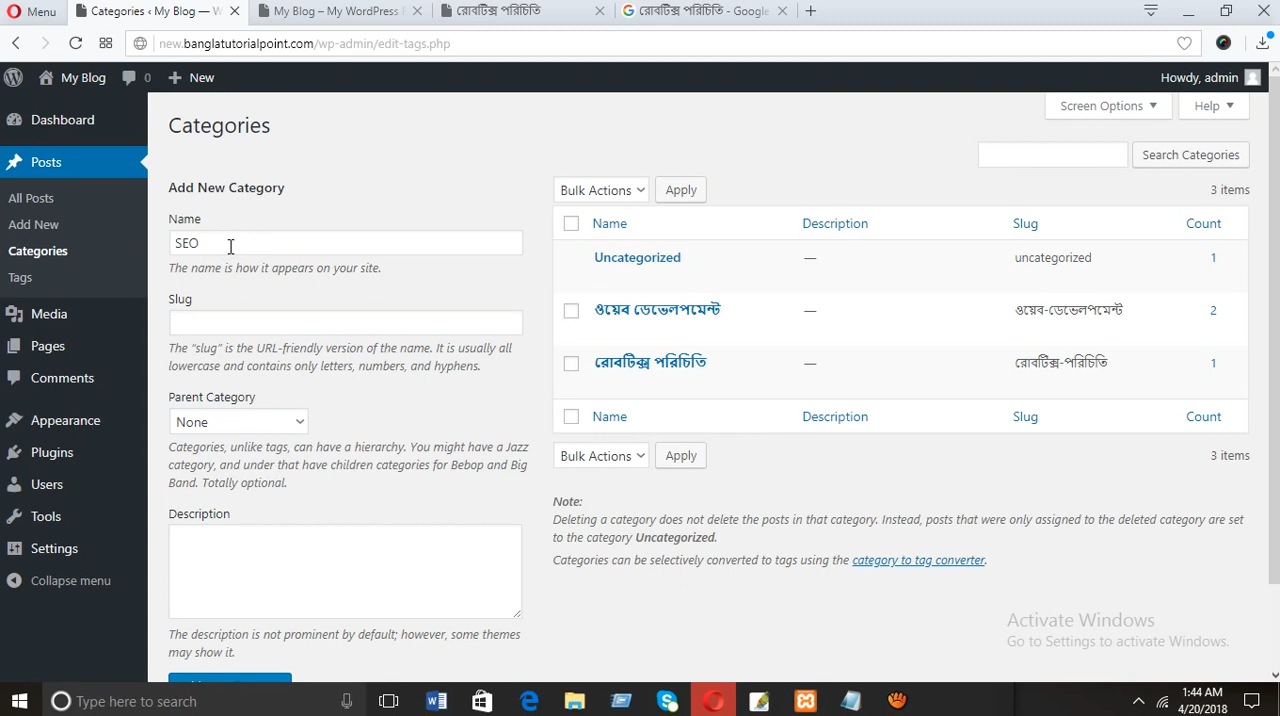 Menu
Categories ‹ My Blog — W
My Blog – My WordPress
রোবটিক্স পরিচিতি
রোবটিক্স পরিচিতি - Google
new.banglatutorialpoint.com/wp-admin/edit-tags.php
My Blog 0 New
Howdy, admin
Screen Options Help
Dashboard
Posts
All Posts
Add New
Categories
Tags
Media
Pages
Comments
Appearance
Plugins
Users
Tools
Settings
Collapse menu
Categories
Search Categories
Add New Category
Name
SEO
The name is how it appears on your site.
Slug
The “slug” is the URL-friendly version of the name. It is usually all
lowercase and contains only letters, numbers, and hyphens.
Parent Category
None
Categories, unlike tags, can have a hierarchy. You might have a Jazz
category, and under that have children categories for Bebop and Big
Band. Totally optional.
Description
The description is not prominent by default; however, some themes
may show it.
Bulk Actions Apply 3 items
Name Description Slug Count
Uncategorized — uncategorized 1
ওয়েব ডেভেলপমেন্ট — ওয়েব-ডেভেলপমেন্ট 2
রোবটিক্স পরিচিতি — রোবটিক্স-পরিচিতি 1
Name Description Slug Count
Bulk Actions Apply 3 items
Note:
Deleting a category does not delete the posts in that category. Instead, posts that were only assigned to the deleted category are set
to the category Uncategorized.
Categories can be selectively converted to tags using the category to tag converter.
Activate Windows
Go to Settings to activate Windows.
Type here to search
1:44 AM
4/20/2018